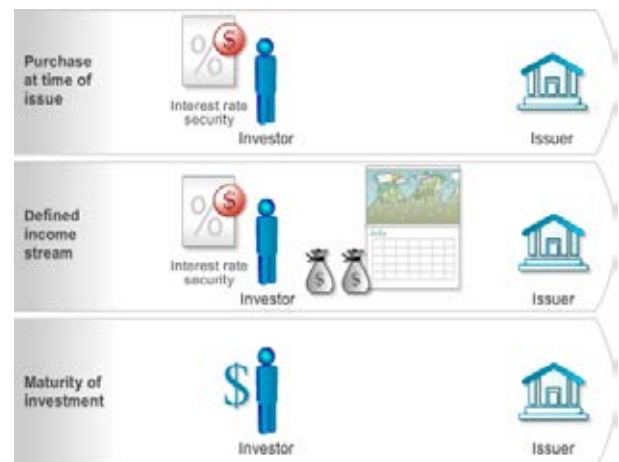 Purchase
at time of
issue
%
$
Interest rate
security
Investor
Issuer
Defined
income
stream
%
$
Interest rate
security
Investor
$
$
July
Issuer
Maturity of
investment
$
Investor
Issuer